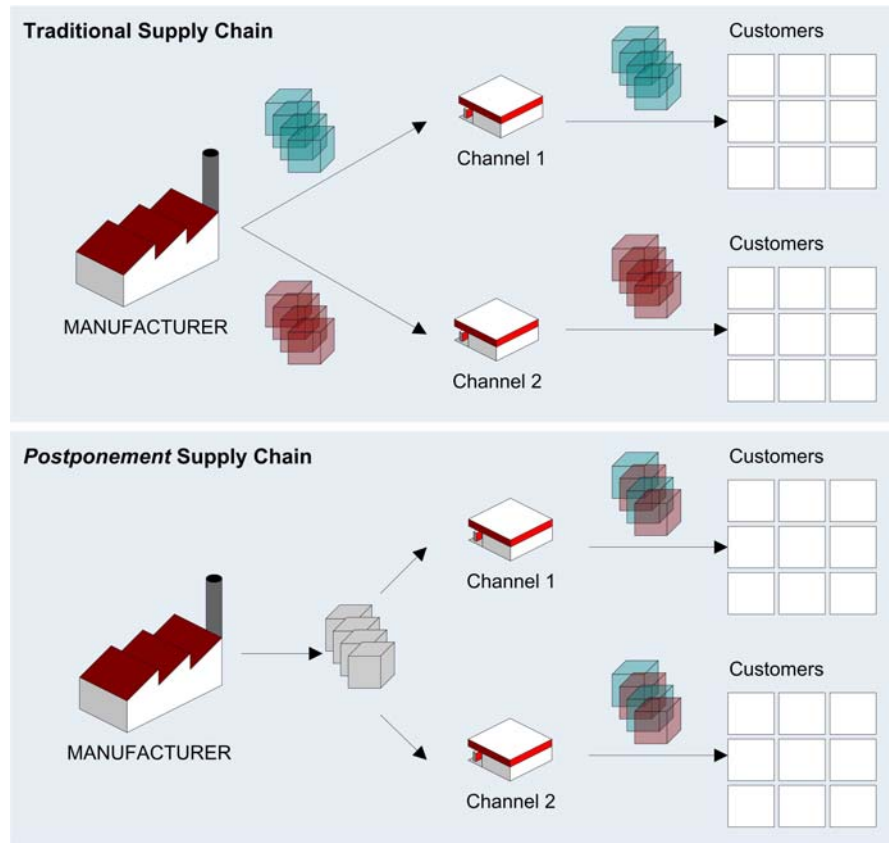 Traditional Supply Chain
Customers
Channel 1
MANUFACTURER
Customers
Channel 2
Postponement Supply Chain
Customers
Channel 1
MANUFACTURER
Customers
Channel 2